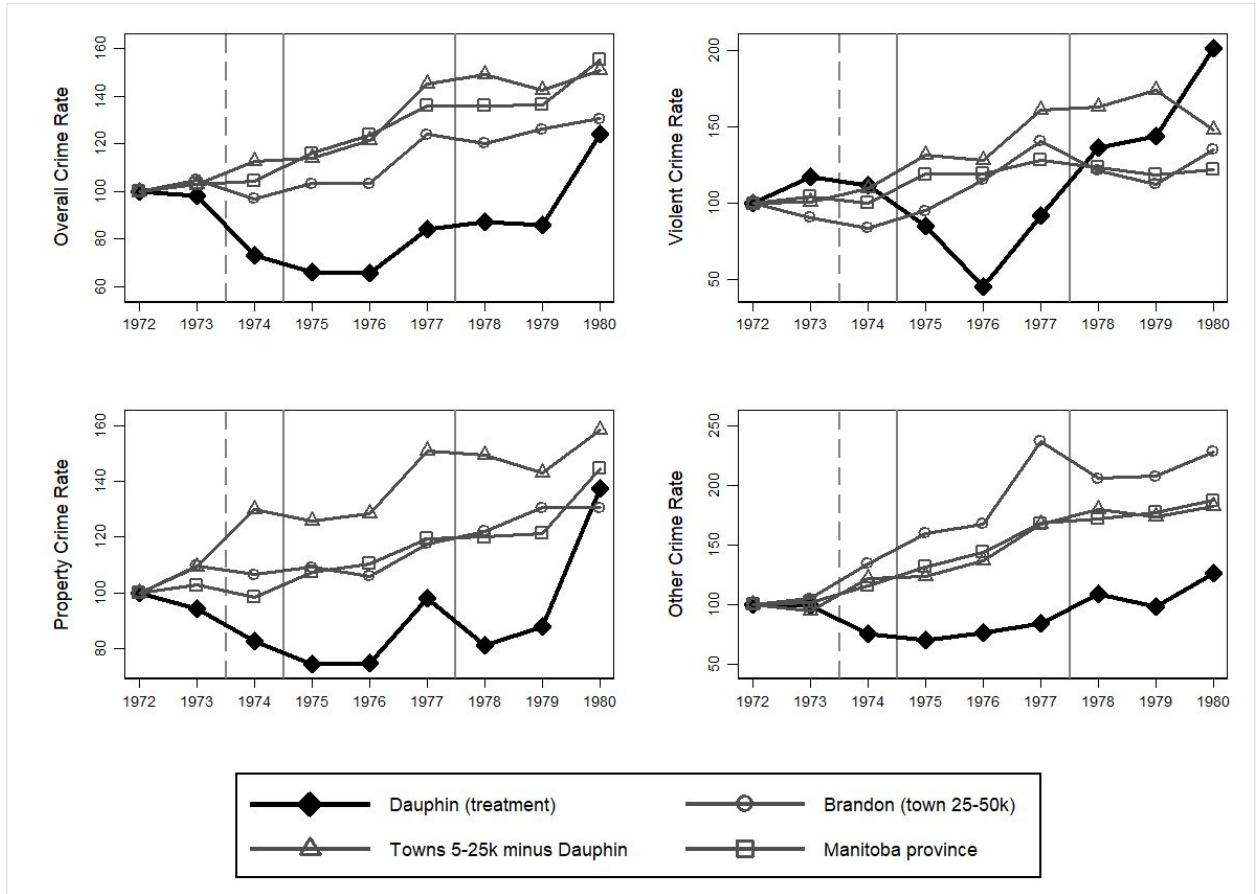 Overall Crime Rate
160
140
120
100
80
60
1972 1973 1974 1975 1976 1977 1978 1979 1980
Violent Crime Rate
200
150
100
50
1972 1973 1974 1975 1976 1977 1978 1979 1980
Property Crime Rate
160
140
120
100
80
1972 1973 1974 1975 1976 1977 1978 1979 1980
Other Crime Rate
250
200
150
100
50
1972 1973 1974 1975 1976 1977 1978 1979 1980
Dauphin (treatment) Brandon (town 25-50k)
Towns 5-25k minus Dauphin Manitoba province